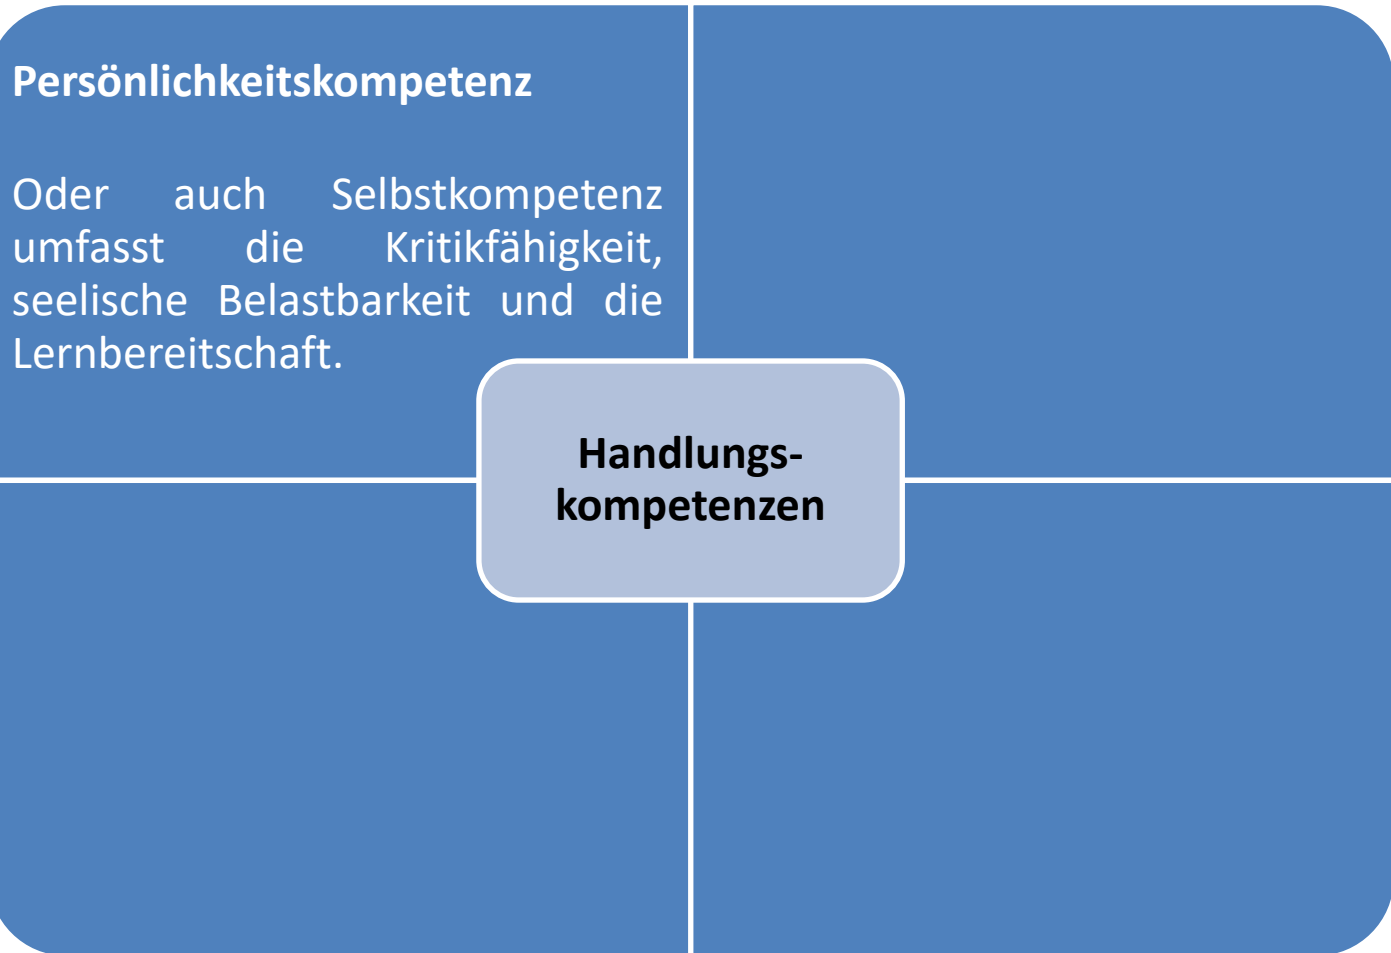 Persönlichkeitskompetenz
Oder auch Selbstkompetenz
umfasst die Kritikfähigkeit,
seelische Belastbarkeit und die
Lernbereitschaft.
Handlungs-
kompetenzen